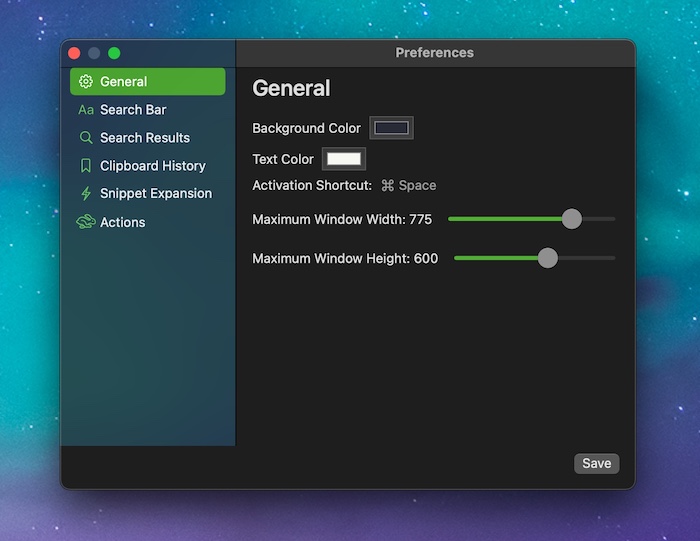 Preferences
General
Aa Search Bar
Search Results
Clipboard History
Snippet Expansion
Actions
General
Background Color
Text Color
Activation Shortcut: ⌘ Space
Maximum Window Width: 775
Maximum Window Height: 600
Save